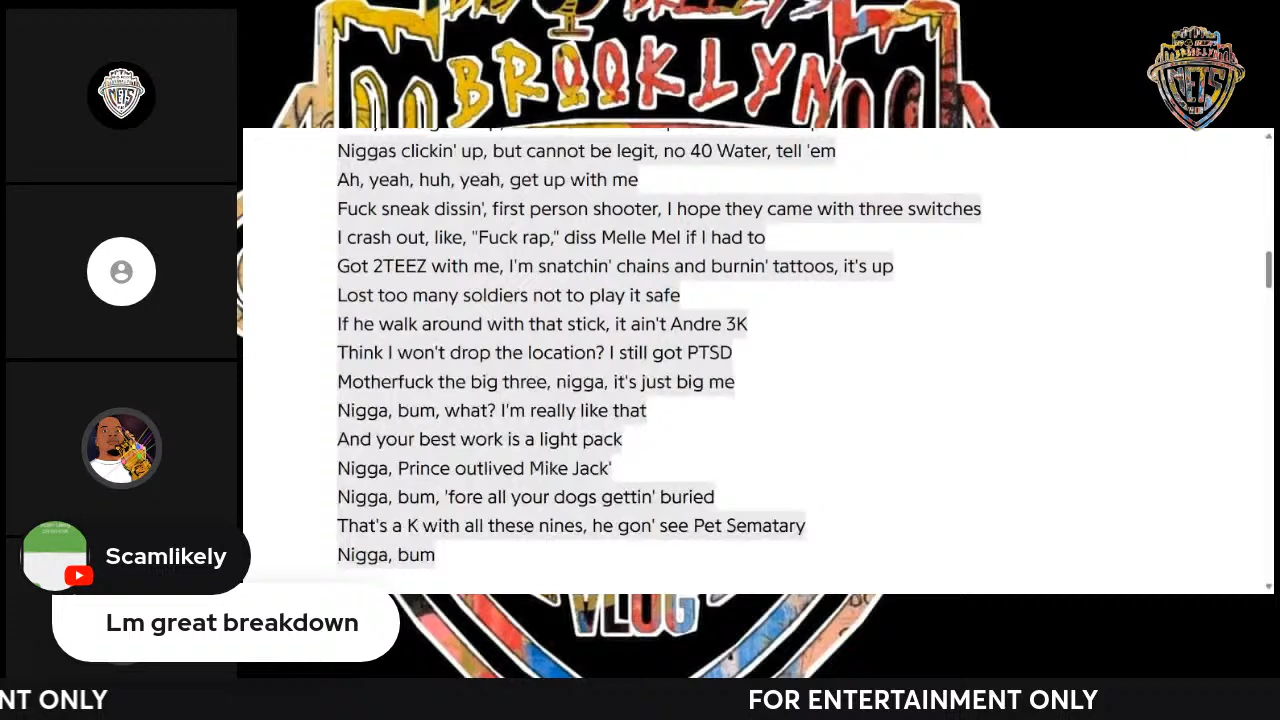 BROOKLYN
NETS
Niggas clickin' up, but cannot be legit, no 40 Water, tell 'em
Ah, yeah, huh, yeah, get up with me
Fuck sneak dissin', first person shooter, I hope they came with three switches
I crash out, like, "Fuck rap," diss Melle Mel if I had to
Got 2TEEZ with me, I'm snatchin' chains and burnin' tattoos, it's up
Lost too many soldiers not to play it safe
If he walk around with that stick, it ain't Andre 3K
Think I won't drop the location? I still got PTSD
Motherfuck the big three, nigga, it's just big me
Nigga, bum, what? I'm really like that
And your best work is a light pack
Nigga, Prince outlived Mike Jack'
Nigga, bum, 'fore all your dogs gettin' buried
That's a K with all these nines, he gon' see Pet Sematary
Nigga, bum
Scamlikely
Lm great breakdown
VLOG
NT ONLY
FOR ENTERTAINMENT ONLY